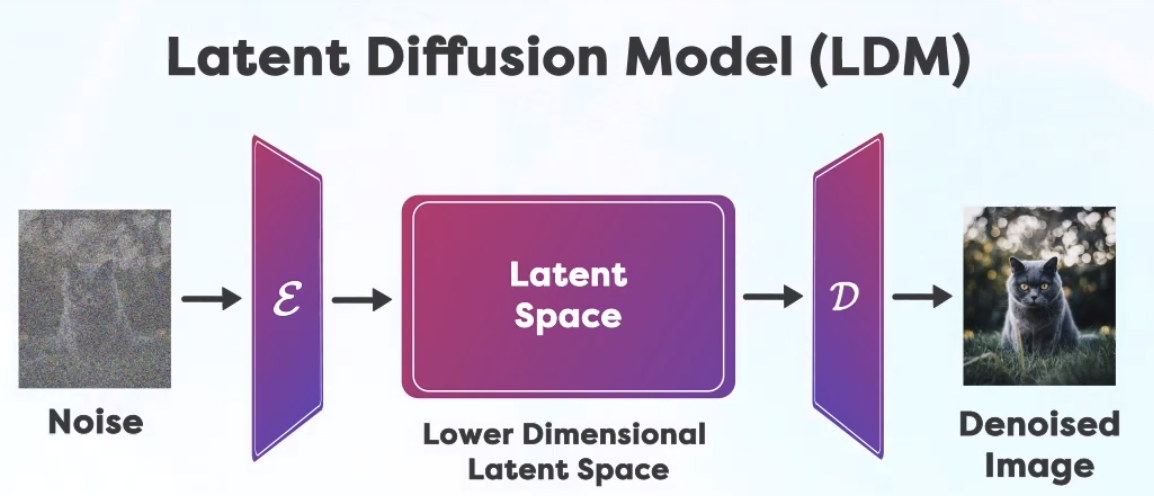 Latent Diffusion Model (LDM)
Noise
ℰ
Latent
Space
Lower Dimensional
Latent Space
𝒟
Denoised
Image